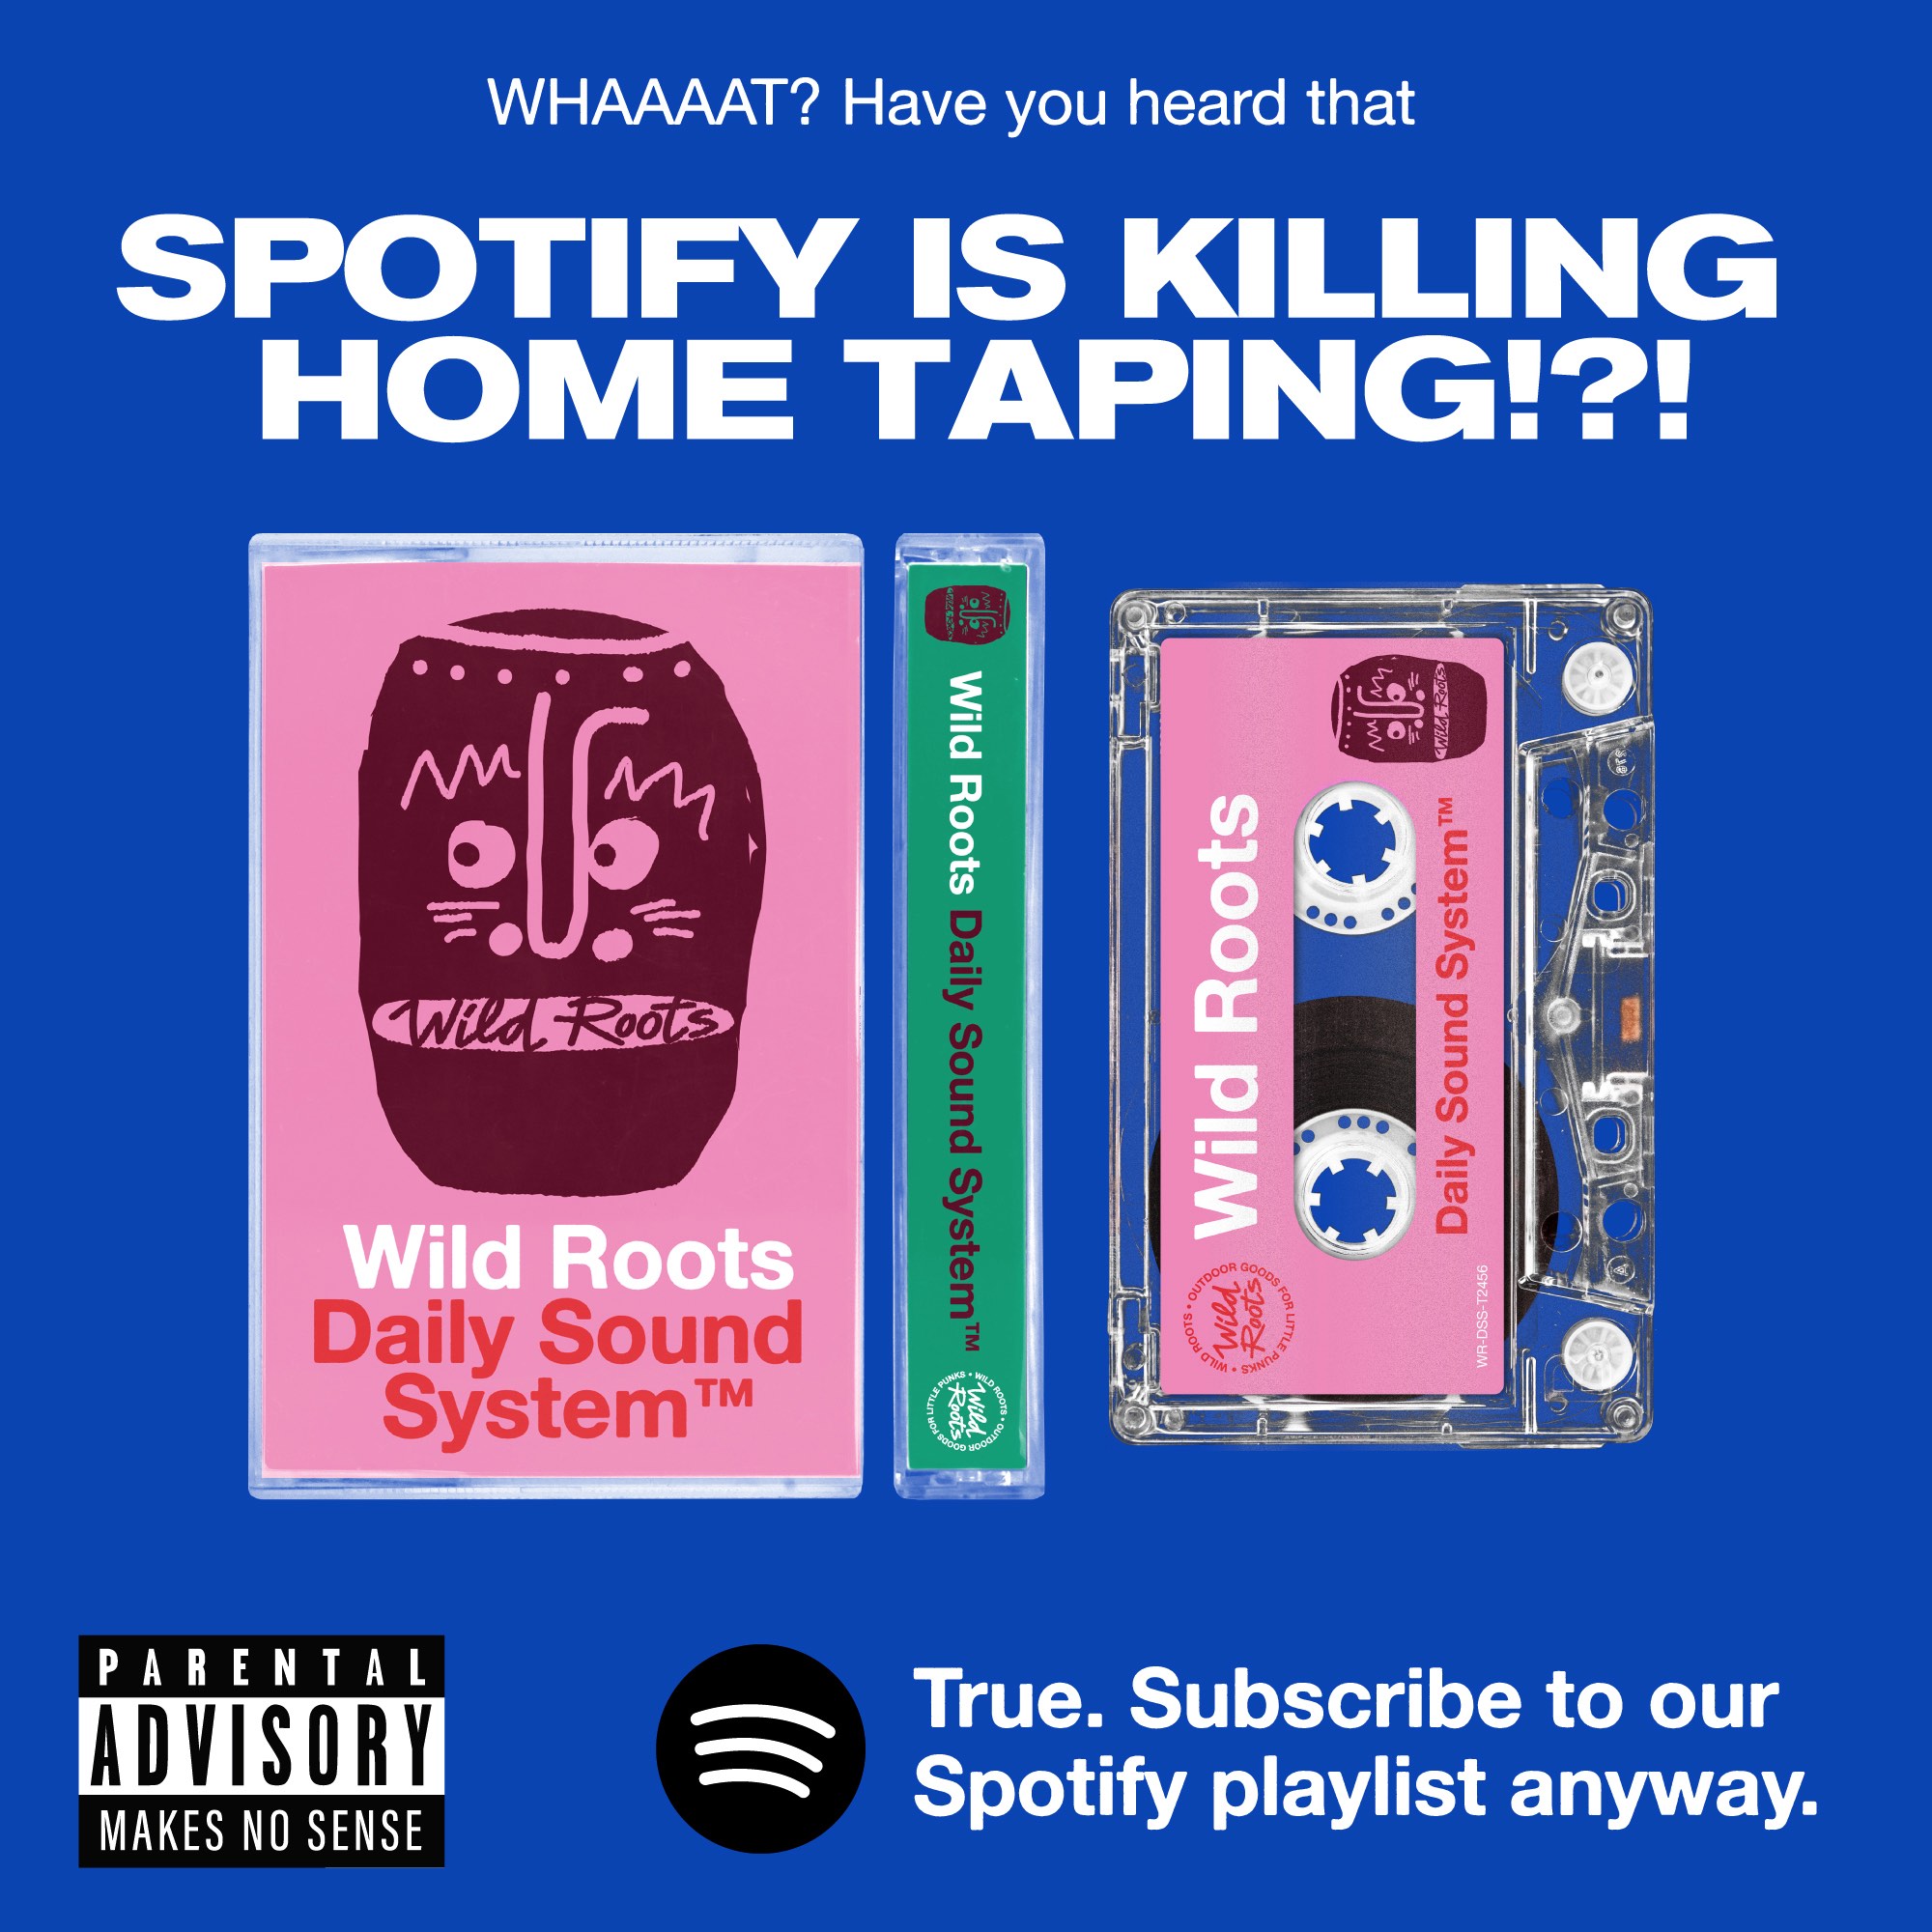 WHAAAAT? Have you heard that
SPOTIFY IS KILLING
HOME TAPING!?!
Wild Roots
Wild Roots
Daily Sound
System™
Wild Roots Daily Sound System™
WILD ROOTS • OUTDOOR GOODS FOR LITTLE PUNKS •
Wild
Roots
Wild Roots
Wild Roots
Daily Sound System™
WILD ROOTS • OUTDOOR GOODS FOR LITTLE PUNKS •
Wild
Roots
WR-DSS-T2456
PARENTAL
ADVISORY
MAKES NO SENSE
True. Subscribe to our
Spotify playlist anyway.